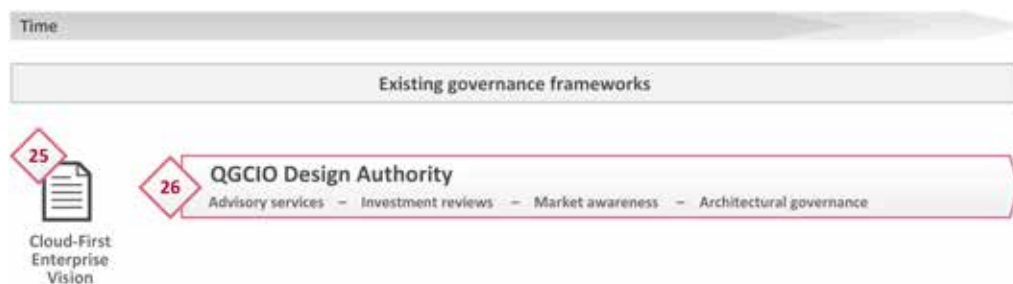 Time
Existing governance frameworks
25
26
QGCIO Design Authority
Advisory services – Investment reviews – Market awareness – Architectural governance
Cloud-First
Enterprise
Vision